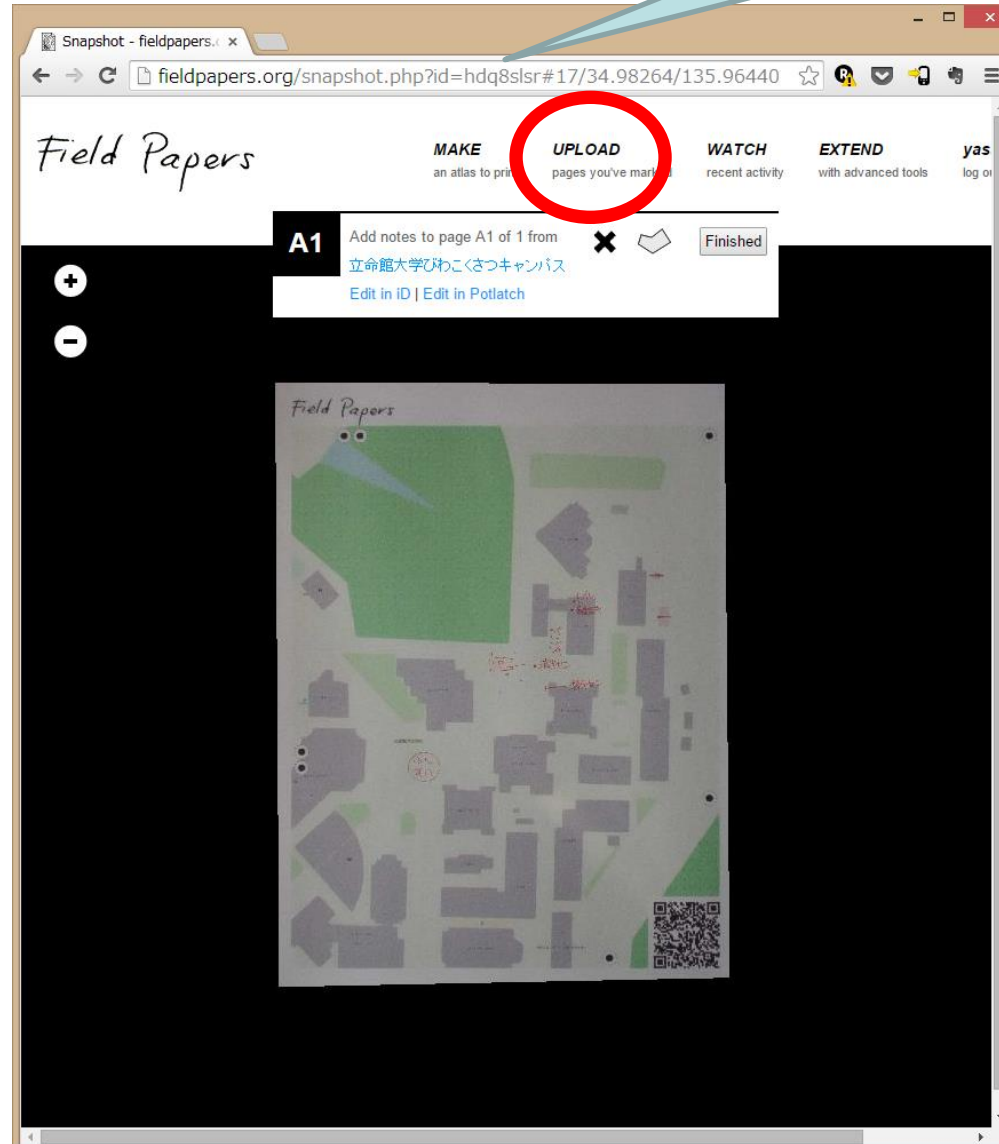 Snapshot - fieldpapers.
fieldpapers.org/snapshot.php?id=hdq8slsr#17/34.98264/135.96440
Field Papers
MAKE
an atlas to prin
UPLOAD
pages you've mark
WATCH
recent activity
EXTEND
with advanced tools
yas
log ou
A1
Add notes to page A1 of 1 from
立命館大学びわこくさつキャンパス
Edit in iD | Edit in Potlatch
Finished
Field Papers